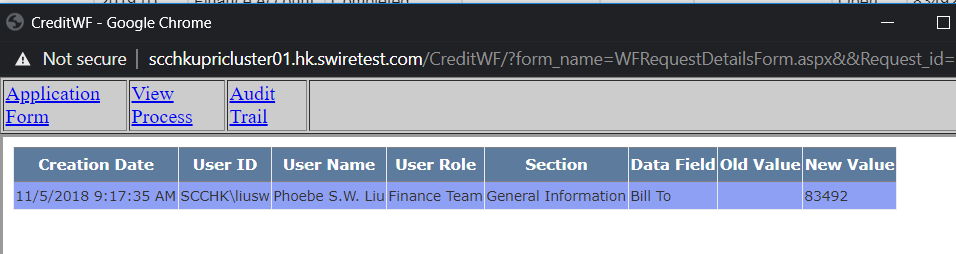 CreditWF - Google Chrome
Not secure | scchkupricluster01.hk.swiretest.com/CreditWF/?form_name=WFRequestDetailsForm.aspx&&Request_id=
Application Form View Process Audit Trail
Creation Date User ID User Name User Role Section Data Field Old Value New Value
11/5/2018 9:17:35 AM SCCHK\liusw Phoebe S.W. Liu Finance Team General Information Bill To 83492